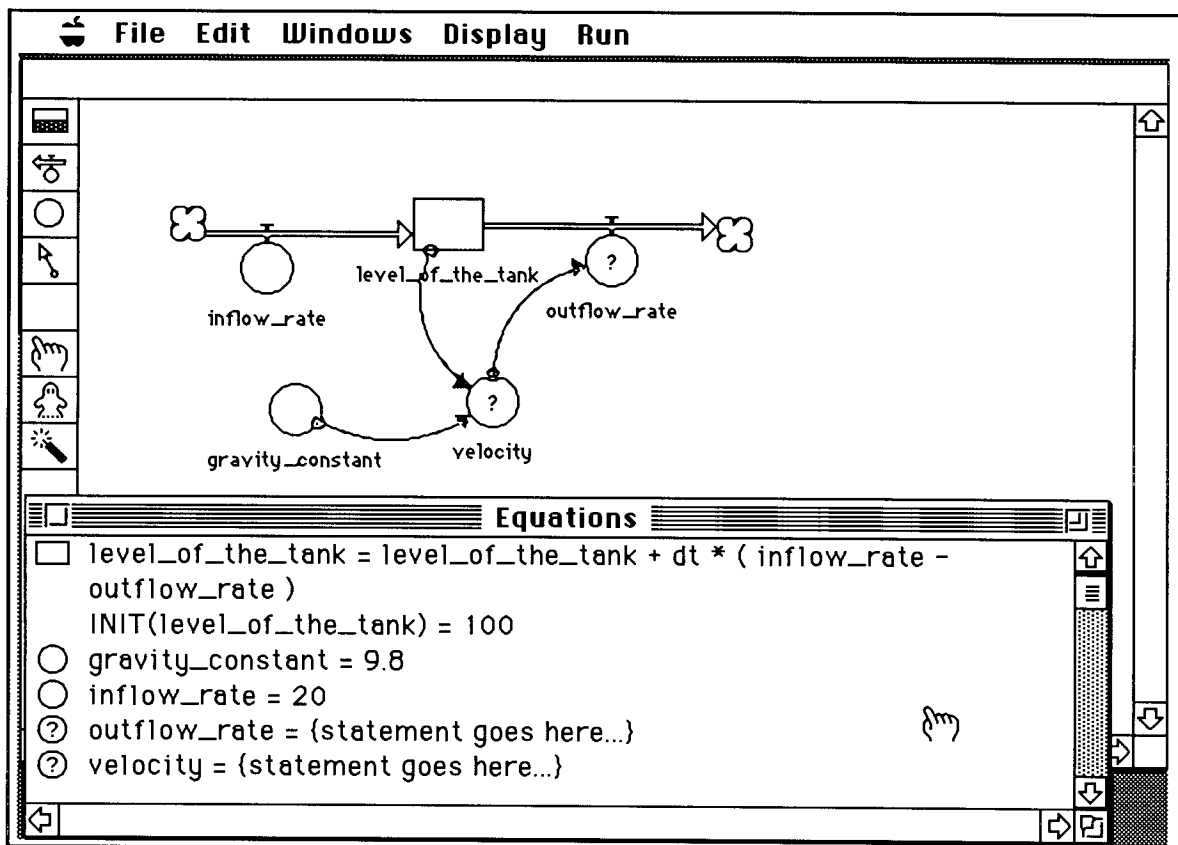 File Edit Windows Display Run
level_of_the_tank
?
inflow_rate
outflow_rate
?
gravity_constant
velocity
Equations
level_of_the_tank = level_of_the_tank + dt * ( inflow_rate -
outflow_rate )
INIT(level_of_the_tank) = 100
gravity_constant = 9.8
inflow_rate = 20
? outflow_rate = {statement goes here...}
? velocity = {statement goes here...}